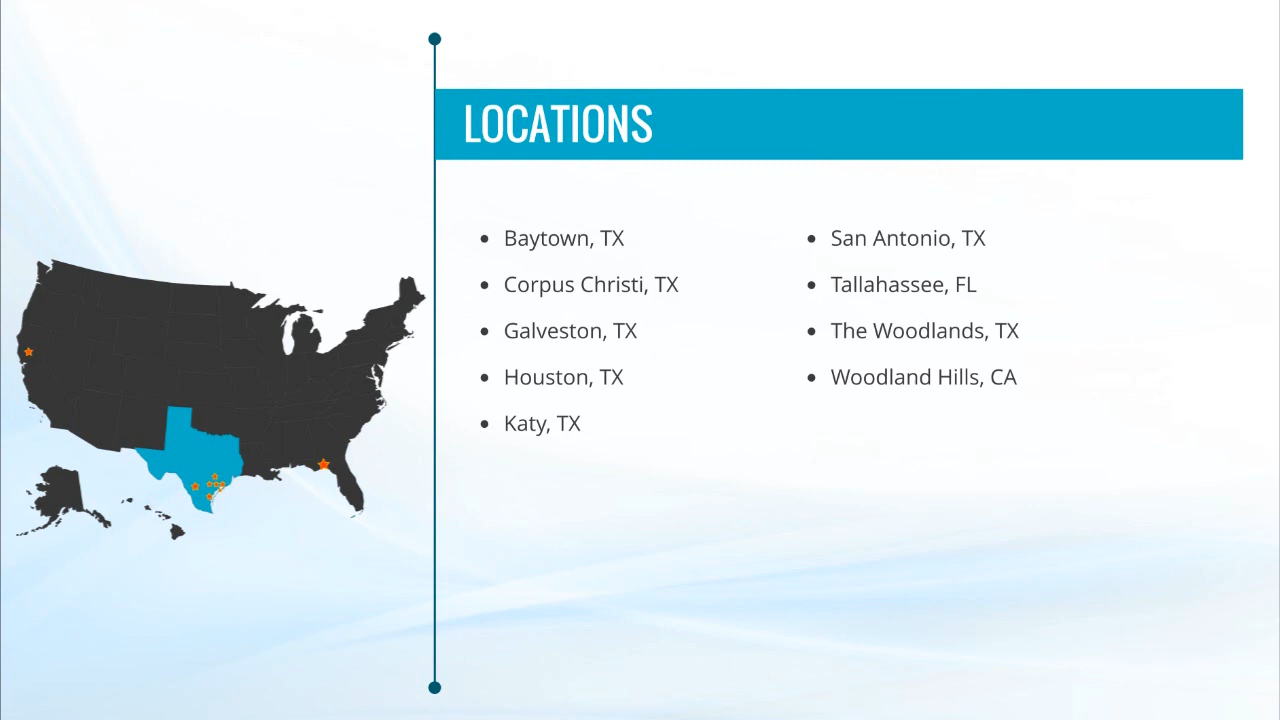 LOCATIONS
Baytown, TX
Corpus Christi, TX
Galveston, TX
Houston, TX
Katy, TX
San Antonio, TX
Tallahassee, FL
The Woodlands, TX
Woodland Hills, CA